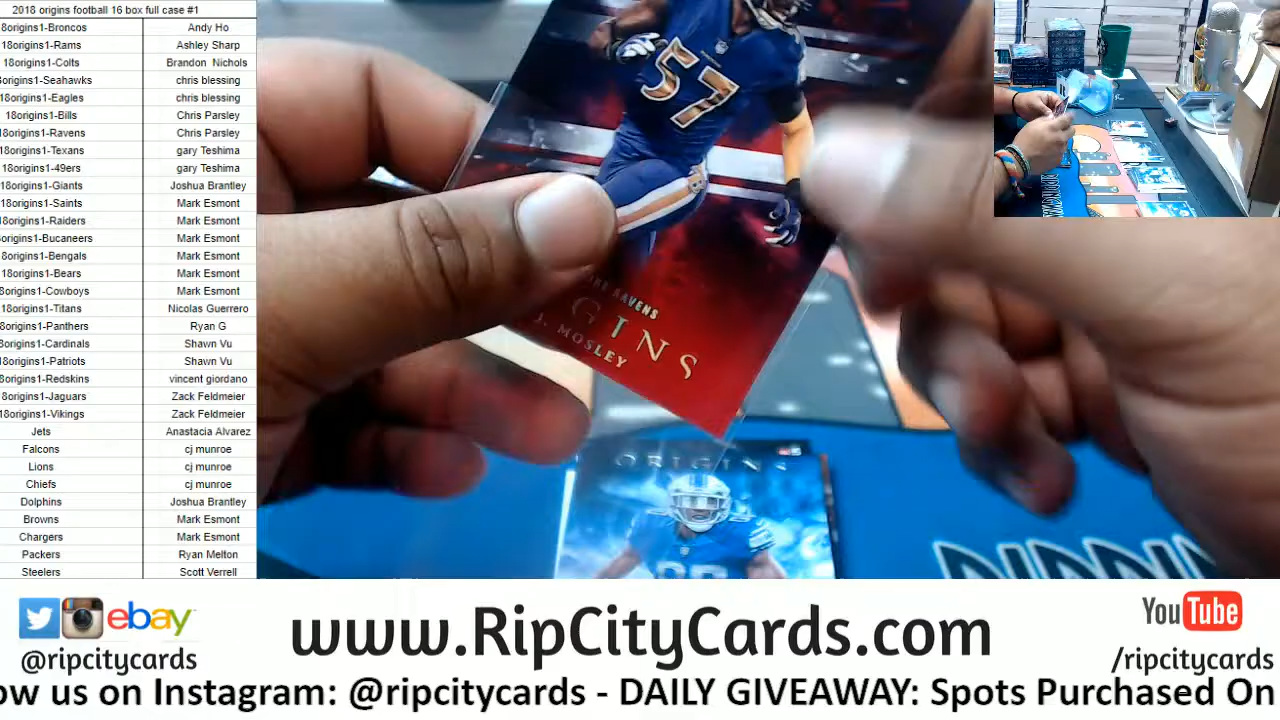 2018 origins football 16 box full case #1
8origins1-Broncos Andy Ho
18origins1-Rams Ashley Sharp
18origins1-Colts Brandon Nichols
8origins1-Seahawks chris blessing
18origins1-Eagles chris blessing
18origins1-Bills Chris Parsley
18origins1-Ravens Chris Parsley
18origins1-Texans gary Teshima
18origins1-49ers gary Teshima
18origins1-Giants Joshua Brantley
18origins1-Saints Mark Esmont
18origins1-Raiders Mark Esmont
8origins1-Bucaneers Mark Esmont
8origins1-Bengals Mark Esmont
18origins1-Bears Mark Esmont
8origins1-Cowboys Mark Esmont
18origins1-Titans Nicolas Guerrero
8origins1-Panthers Ryan G
8origins1-Cardinals Shawn Vu
8origins1-Patriots Shawn Vu
8origins1-Redskins vincent giordano
8origins1-Jaguars Zack Feldmeier
18origins1-Vikings Zack Feldmeier
Jets Anastacia Alvarez
Falcons cj munroe
Lions cj munroe
Chiefs cj munroe
Dolphins Joshua Brantley
Browns Mark Esmont
Chargers Mark Esmont
Packers Ryan Melton
Steelers Scott Verrell
57
RAVENS
GINS
J. MOSLEY
ORIGINS
ebay
@ripcitycards
www.RipCityCards.com
YouTube
/ripcitycards
ow us on Instagram: @ripcitycards - DAILY GIVEAWAY: Spots Purchased On